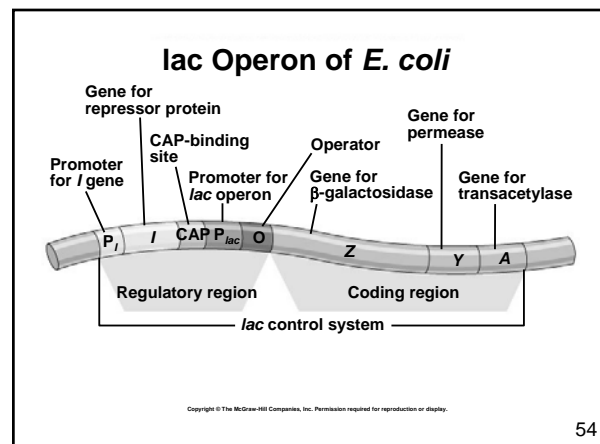 lac Operon of E. coli
Gene for
repressor protein
CAP-binding
site
Operator
Gene for
permease
Promoter
for I gene
Promoter for
lac operon
Gene for
β-galactosidase
Gene for
transacetylase
P_I I CAP P_lac O Z Y A
Regulatory region
Coding region
lac control system
Copyright © The McGraw-Hill Companies, Inc. Permission required for reproduction or display.
54